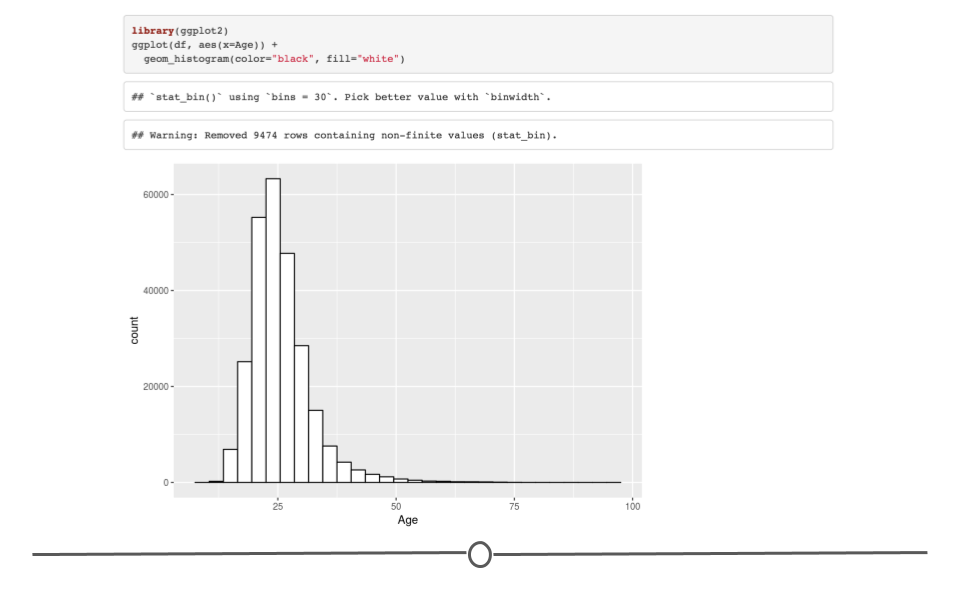 library(ggplot2)
ggplot(df, aes(x=Age)) +
  geom_histogram(color="black", fill="white")
## `stat_bin()` using `bins = 30`. Pick better value with `binwidth`.
## Warning: Removed 9474 rows containing non-finite values (stat_bin).
60000
40000
20000
0
count
25 50 75 100
Age